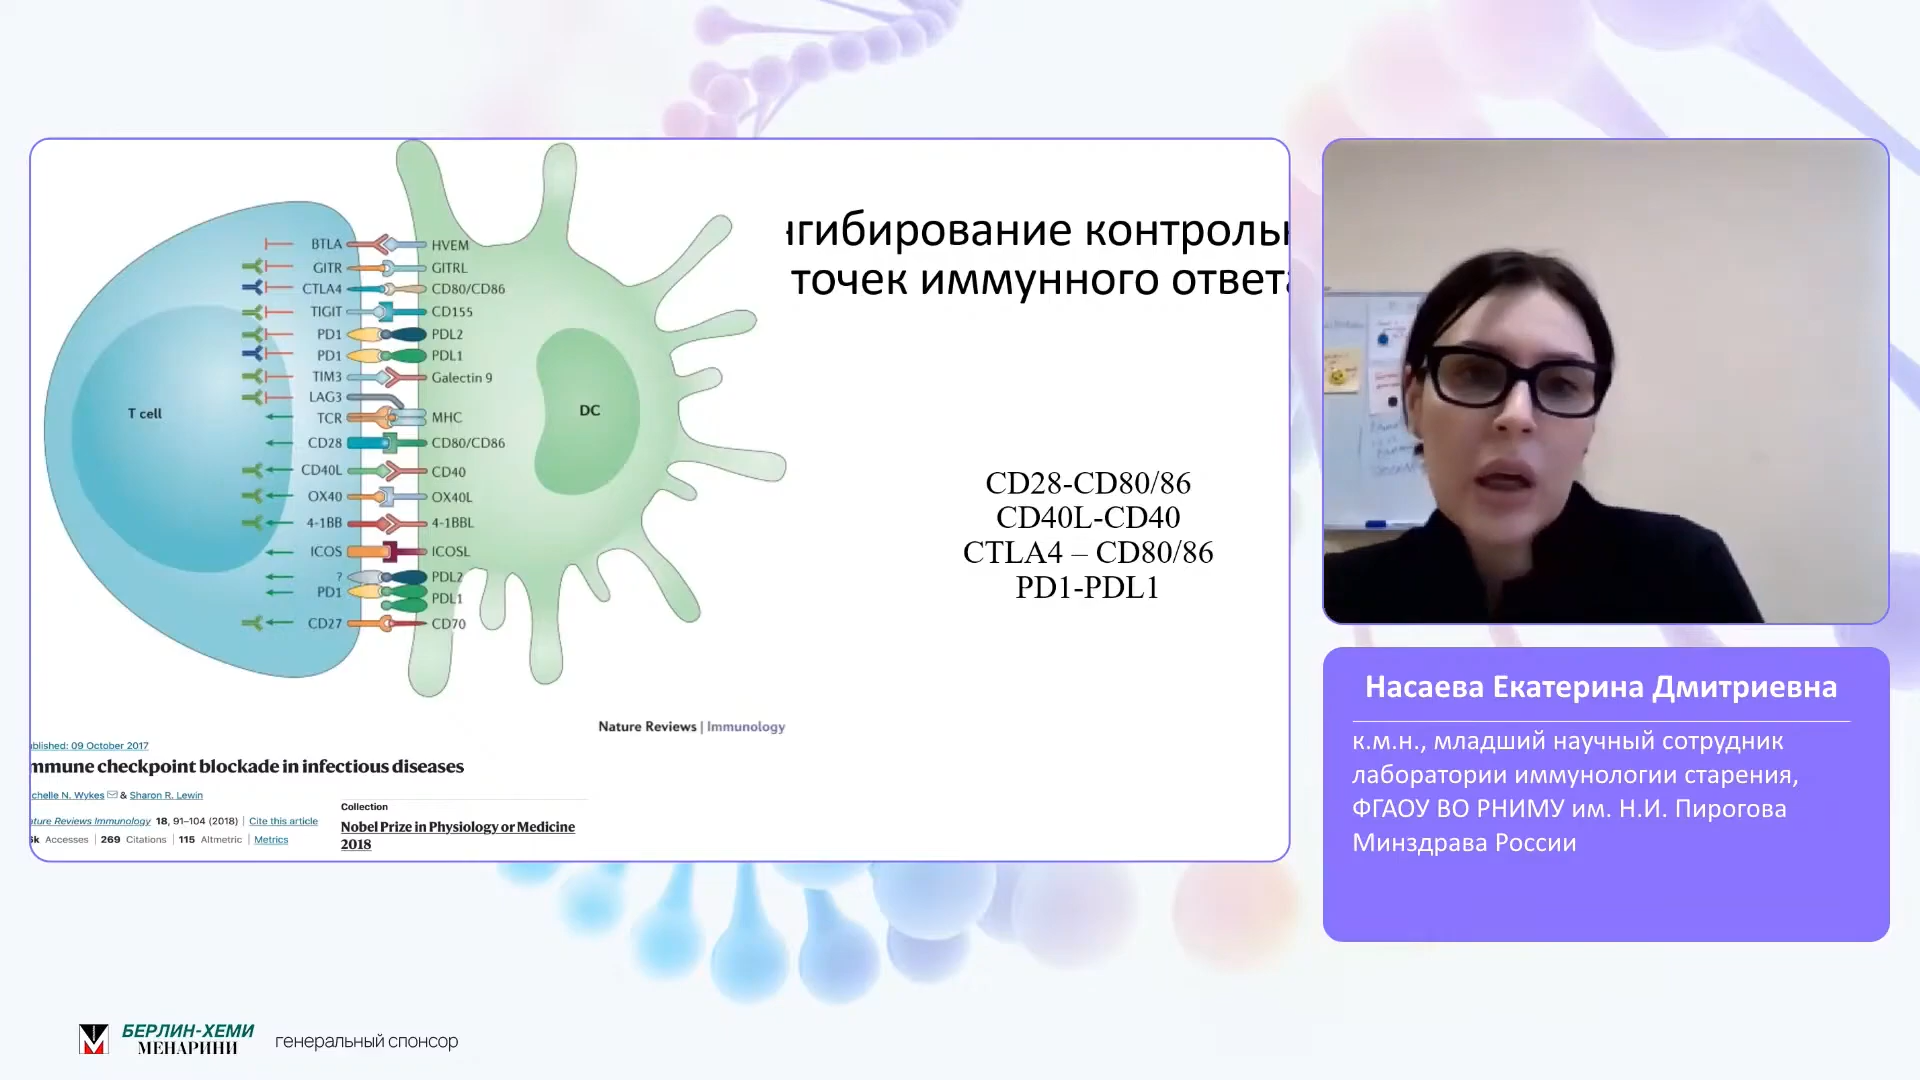 BTLA HVEM
GITR GITRL
CTLA4 CD80/CD86
TIGIT CD155
PD1 PDL2
PD1 PDL1
TIM3 Galectin 9
LAG3
TCR MHC
CD28 CD80/CD86
CD40L CD40
OX40 OX40L
4-1BB 4-1BBL
ICOS ICOSL
? PDL2
PD1 PDL1
CD27 CD70
T cell
DC
Nature Reviews | Immunology
нгибирование контрольн
точек иммунного ответа
CD28-CD80/86
CD40L-CD40
CTLA4 – CD80/86
PD1-PDL1
ublished: 09 October 2017
mmune checkpoint blockade in infectious diseases
chelle N. Wykes & Sharon R. Lewin
ature Reviews Immunology 18, 91–104 (2018) | Cite this article
6k Accesses | 269 Citations | 115 Altmetric | Metrics
Collection
Nobel Prize in Physiology or Medicine
2018
Насаева Екатерина Дмитриевна
к.м.н., младший научный сотрудник
лаборатории иммунологии старения,
ФГАОУ ВО РНИМУ им. Н.И. Пирогова
Минздрава России
БЕРЛИН-ХЕМИ
МЕНАРИНИ
генеральный спонсор